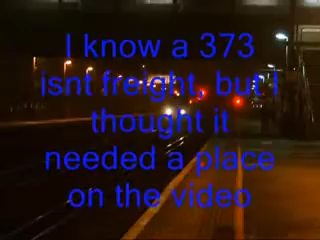 I know a 373
isnt freight, but I
thought it
needed a place
on the video